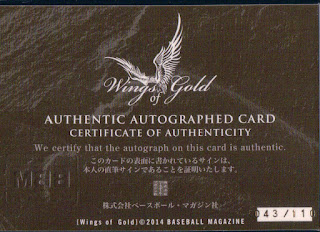 Wings of Gold
AUTHENTIC AUTOGRAPHED CARD
CERTIFICATE OF AUTHENTICITY
We certify that the autograph on this card is authentic.
このカードの表面に書かれているサインは、
本人の直筆サインであることを証明いたします。
株式会社ベースボール・マガジン社
043/110
(Wings of Gold)©2014 BASEBALL MAGAZINE